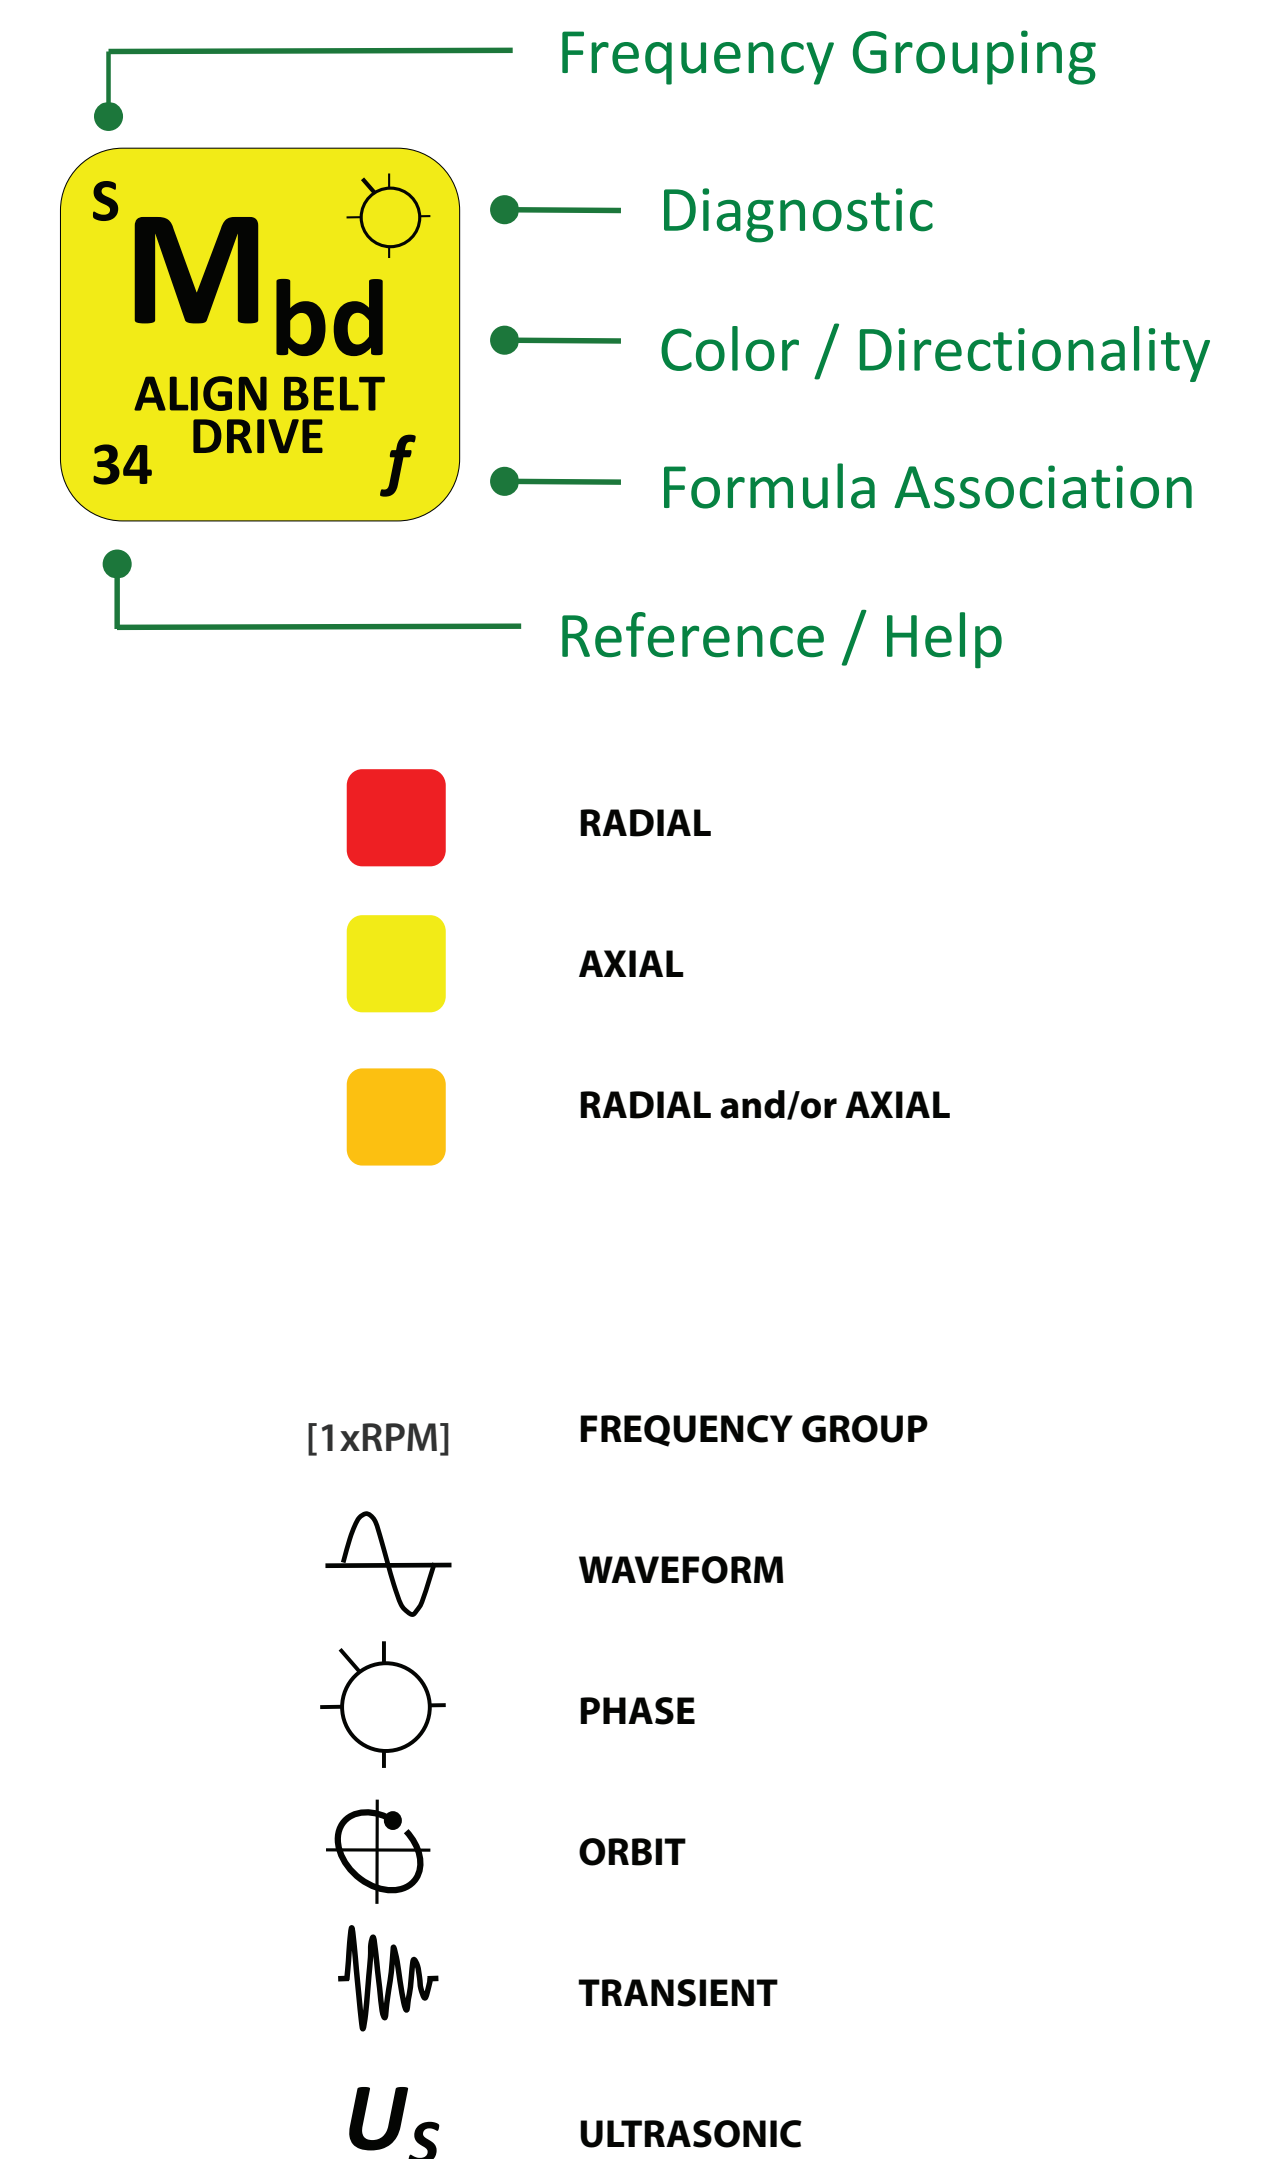 Frequency Grouping
S
M
bd
ALIGN BELT
DRIVE
34
f
Diagnostic
Color / Directionality
Formula Association
Reference / Help
RADIAL
AXIAL
RADIAL and/or AXIAL
[1xRPM] FREQUENCY GROUP
WAVEFORM
PHASE
ORBIT
TRANSIENT
Us ULTRASONIC